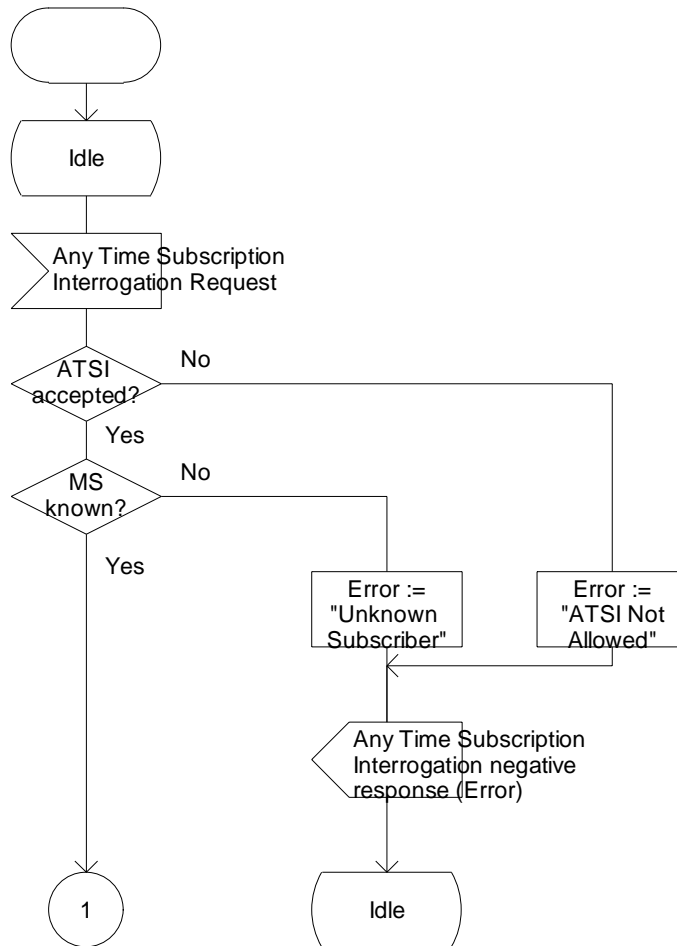 Idle
Any Time Subscription
Interrogation Request
ATSI
accepted?
No
Yes
MS
known?
No
Yes
Error :=
"Unknown
Subscriber"
Error :=
"ATSI Not
Allowed"
Any Time Subscription
Interrogation negative
response (Error)
1
Idle